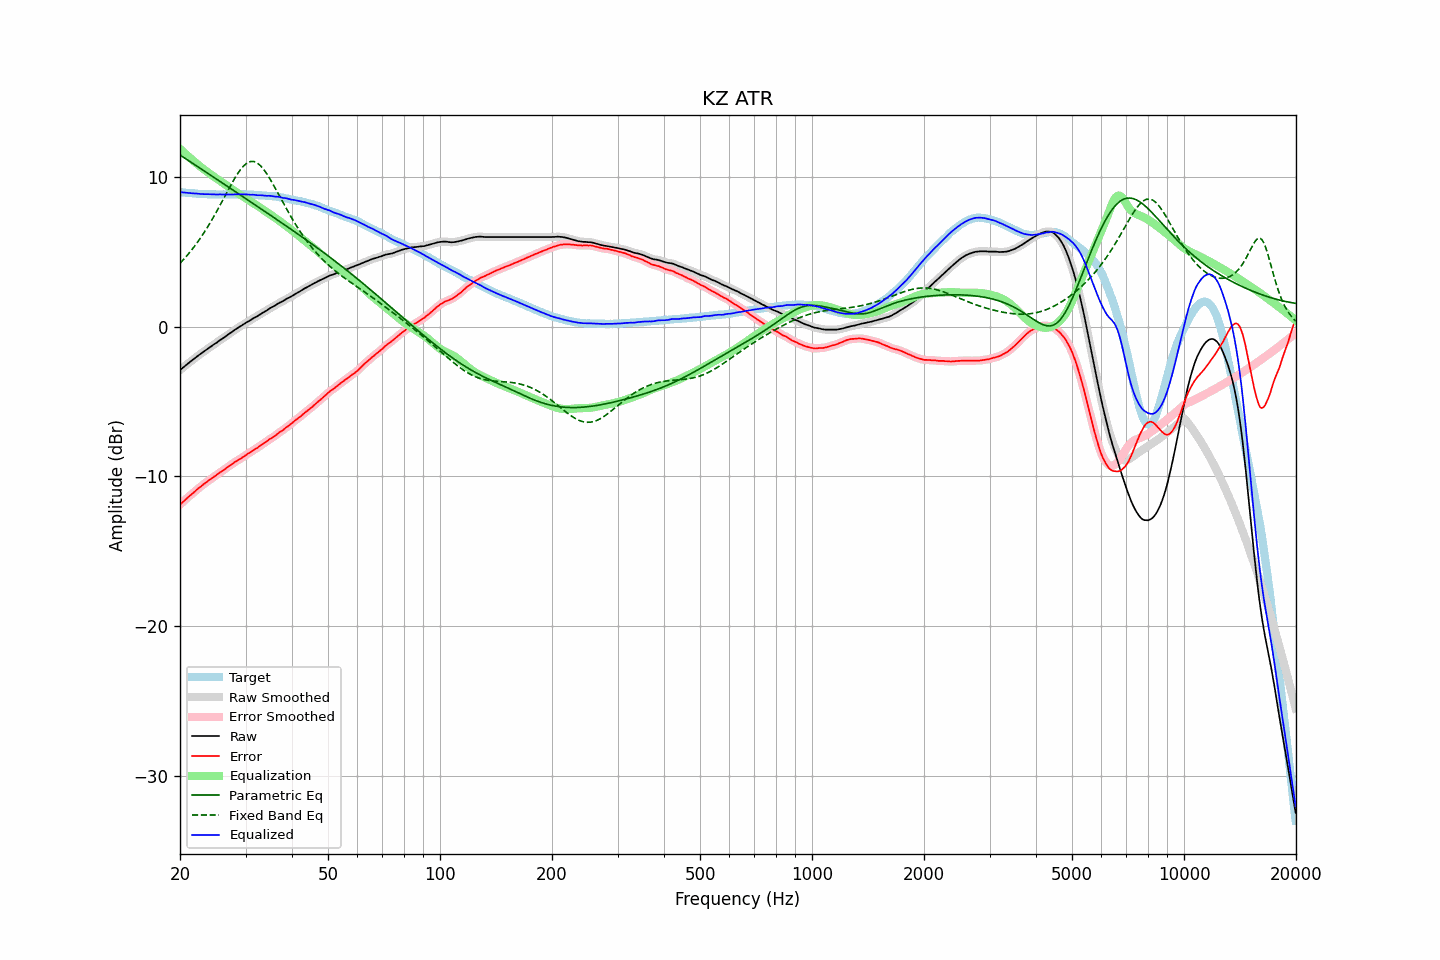 KZ ATR
Amplitude (dBr)
10
0
−10
−20
−30
Target
Raw Smoothed
Error Smoothed
Raw
Error
Equalization
Parametric Eq
Fixed Band Eq
Equalized
20 50 100 200 500 1000 2000 5000 10000 20000
Frequency (Hz)